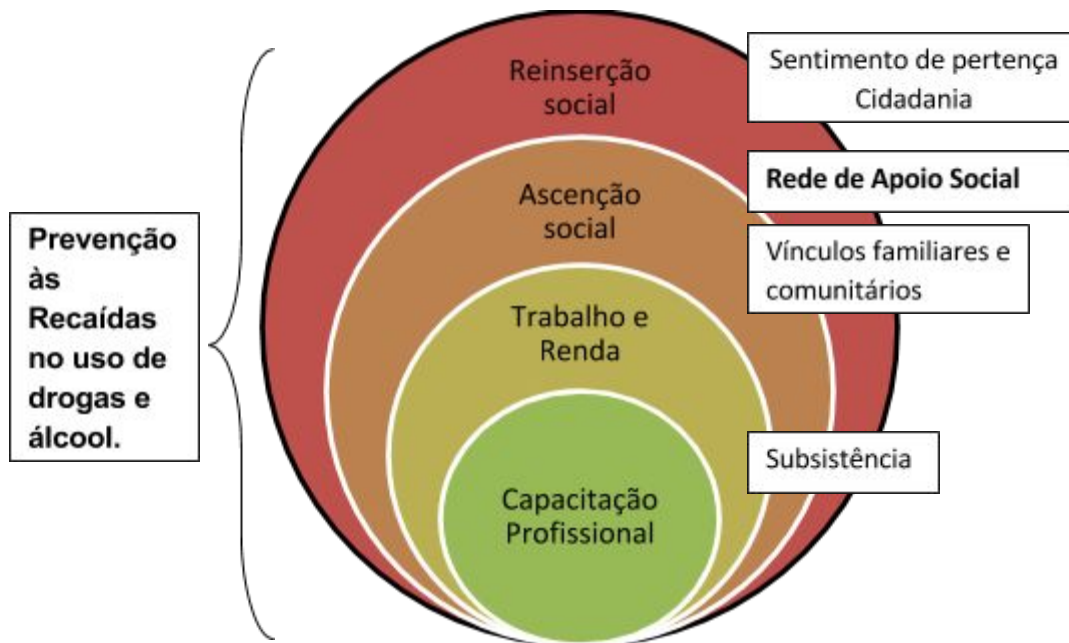 Prevenção
às
Recaídas
no uso de
drogas e
álcool.
Reinserção
social
Ascenção
social
Trabalho e
Renda
Capacitação
Profissional
Sentimento de pertença
Cidadania
Rede de Apoio Social
Vínculos familiares e
comunitários
Subsistência